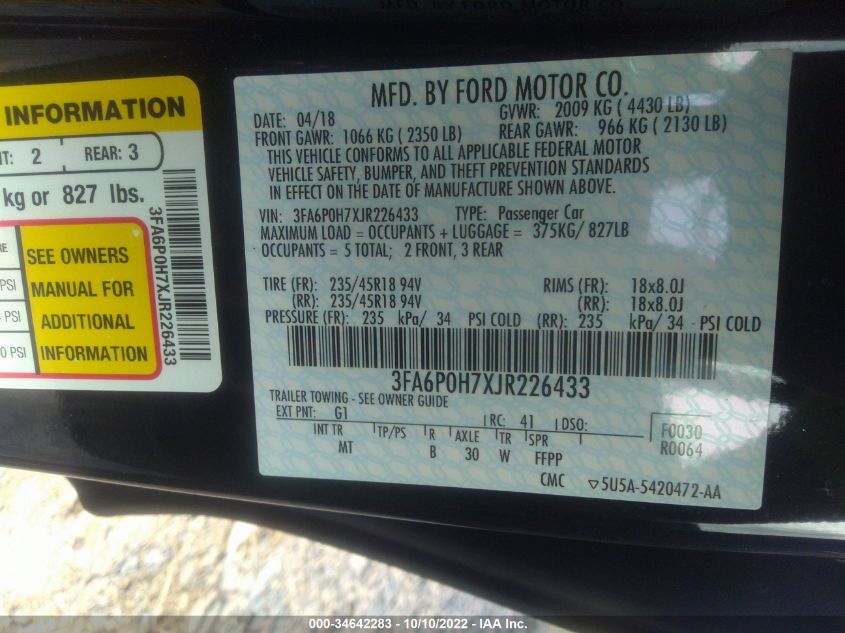 MFD. BY FORD MOTOR CO.
INFORMATION
2 REAR: 3
kg or 827 lbs.
3FA6P0H7XJR226433
PSI
PSI
0 PSI
SEE OWNERS
MANUAL FOR
ADDITIONAL
INFORMATION
MFD. BY FORD MOTOR CO.
DATE: 04/18 GVWR: 2009 KG ( 4430 LB)
FRONT GAWR: 1066 KG ( 2350 LB) REAR GAWR: 966 KG ( 2130 LB)
THIS VEHICLE CONFORMS TO ALL APPLICABLE FEDERAL MOTOR
VEHICLE SAFETY, BUMPER, AND THEFT PREVENTION STANDARDS
IN EFFECT ON THE DATE OF MANUFACTURE SHOWN ABOVE.
VIN: 3FA6P0H7XJR226433 TYPE: Passenger Car
MAXIMUM LOAD = OCCUPANTS + LUGGAGE = 375KG/ 827LB
OCCUPANTS = 5 TOTAL; 2 FRONT, 3 REAR
TIRE (FR): 235/45R18 94V RIMS (FR): 18x8.0J
(RR): 235/45R18 94V (RR): 18x8.0J
PRESSURE (FR): 235 kPa/ 34 PSI COLD (RR): 235 kPa/ 34 PSI COLD
3FA6P0H7XJR226433
TRAILER TOWING - SEE OWNER GUIDE
EXT PNT: G1 RC: 41 DSO:
INT TR TP/PS R AXLE TR SPR
MT B 30 W FFPP
F0030
R0064
CMC ▽5U5A-5420472-AA
000-34642283 - 10/10/2022 - IAA Inc.